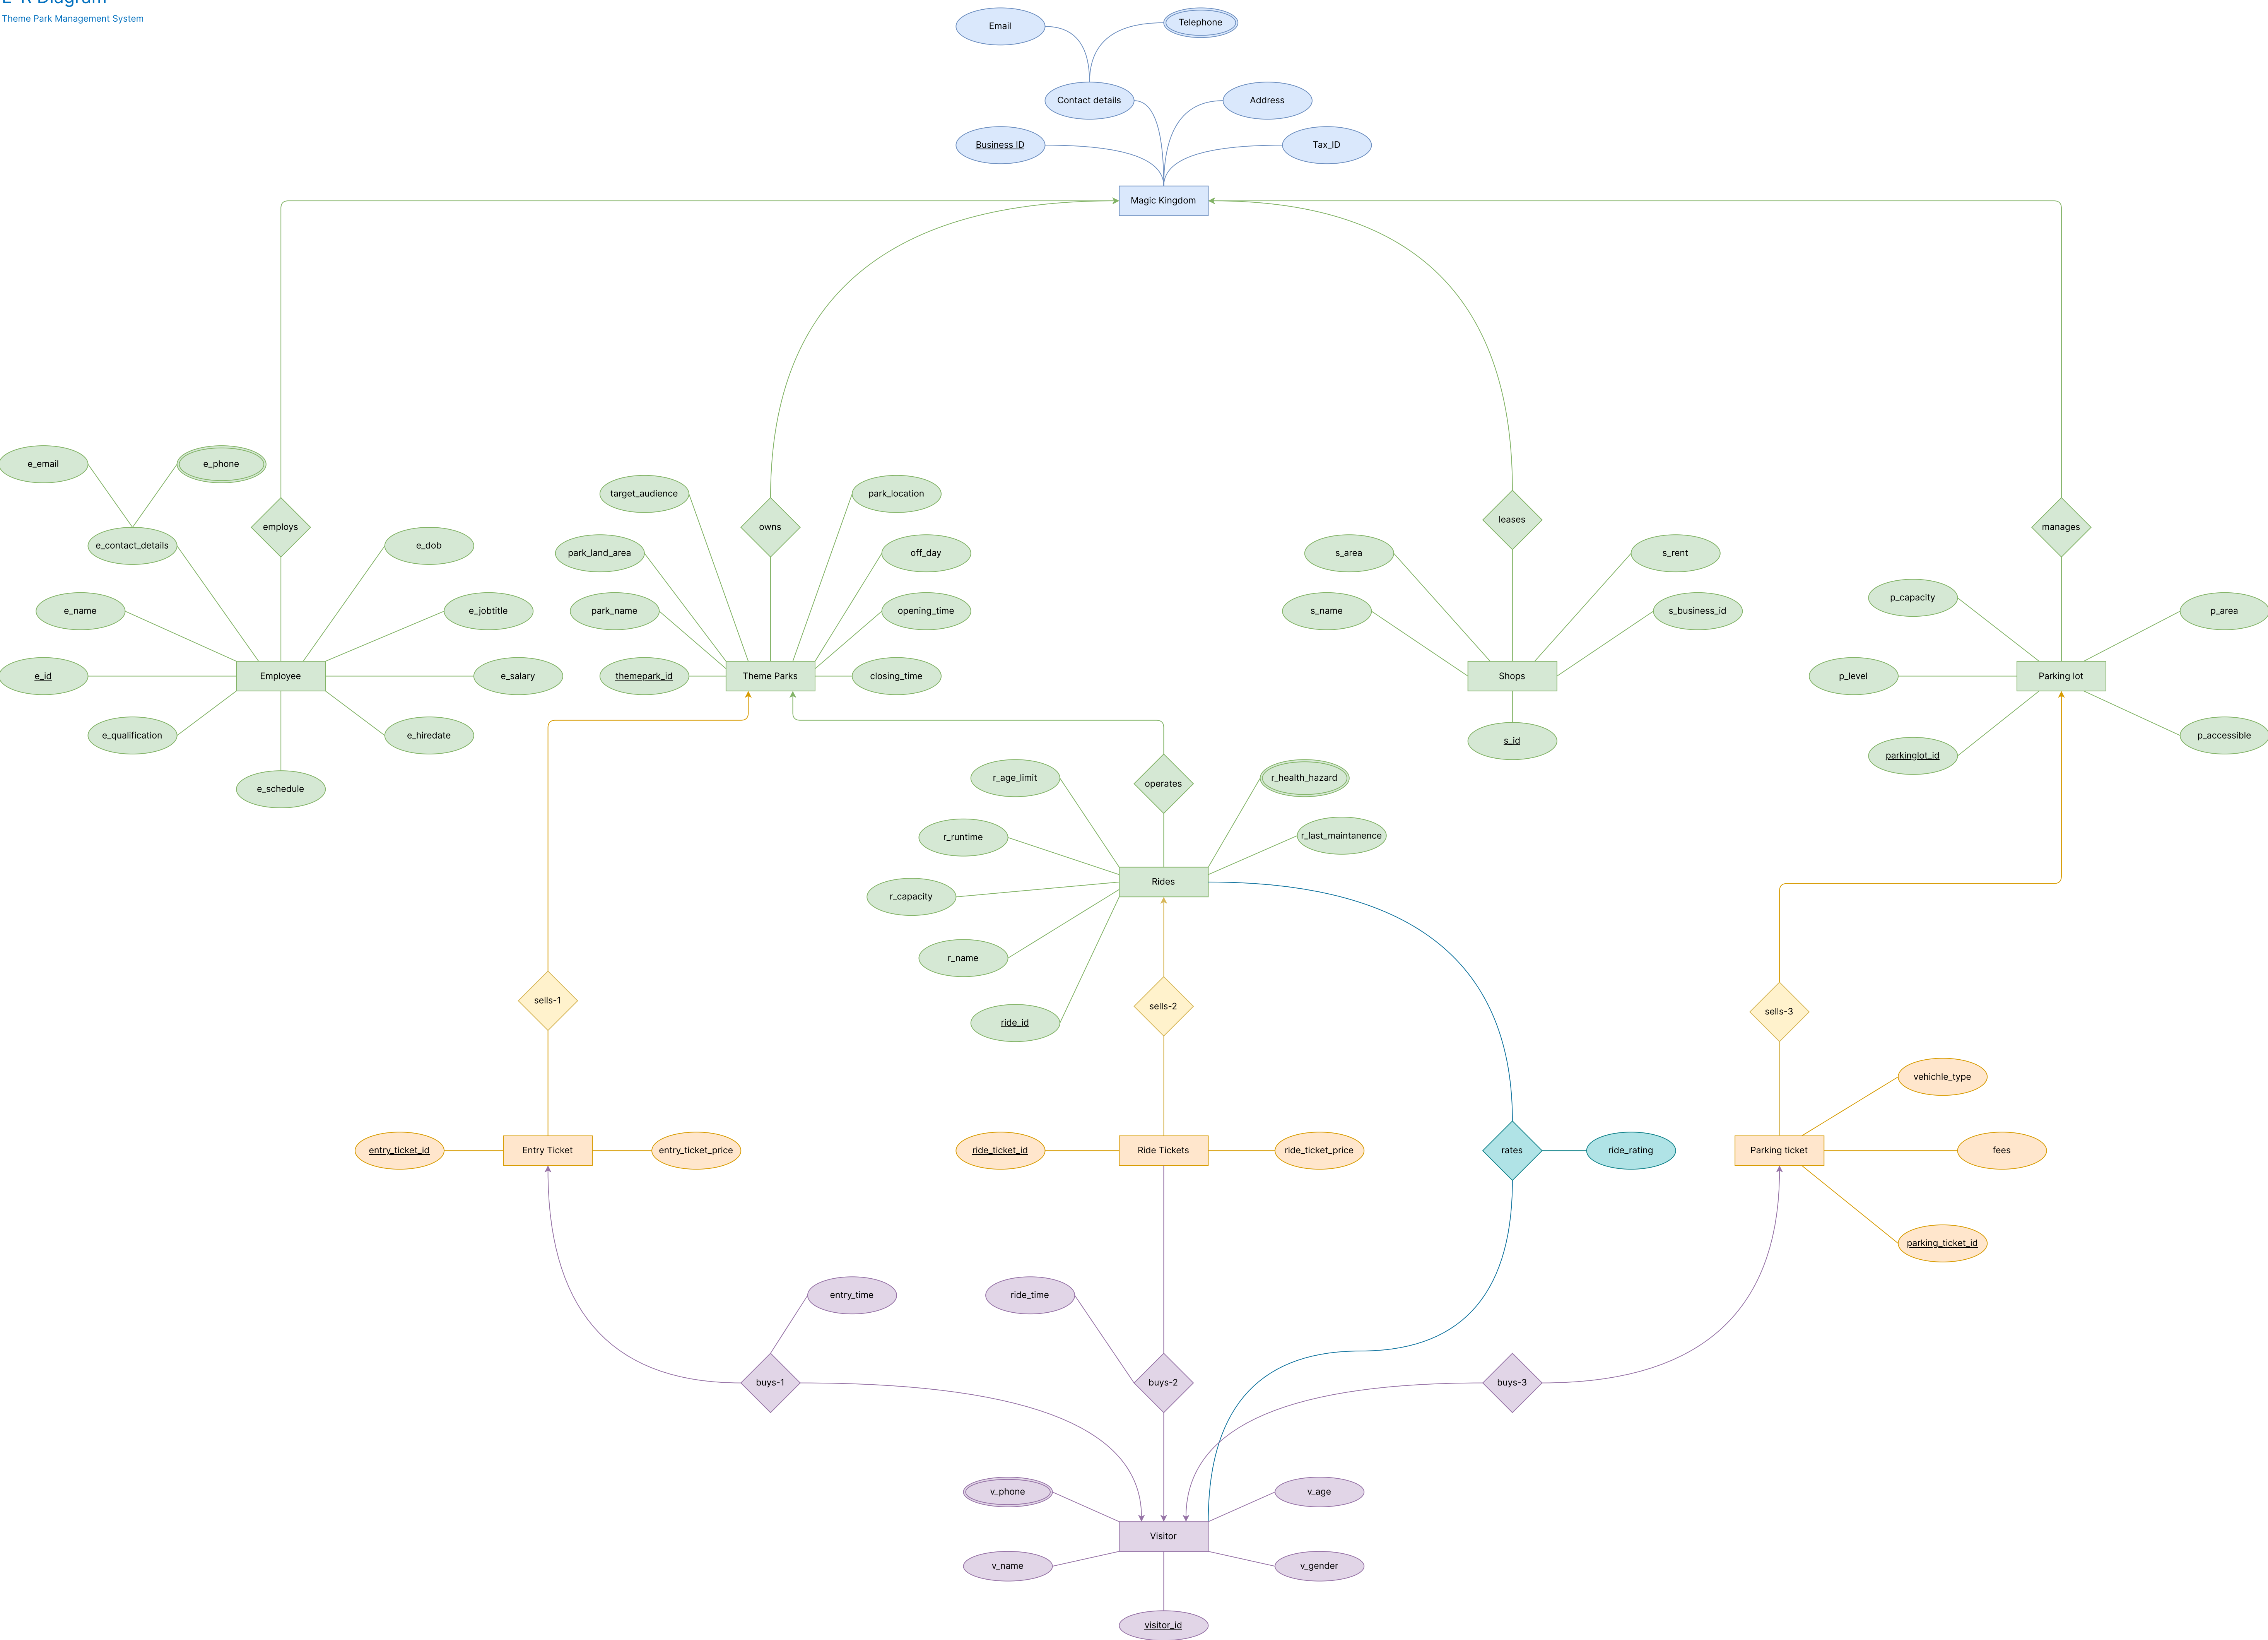 E-R Diagram
Theme Park Management System
Email
Telephone
Contact details
Address
Business ID
Tax_ID
Magic Kingdom
e_email
e_phone
target_audience
park_location
employs
owns
leases
manages
e_contact_details
e_dob
park_land_area
off_day
s_area
s_rent
p_capacity
e_name
e_jobtitle
park_name
opening_time
s_name
s_business_id
p_area
e_id
Employee
e_salary
themepark_id
Theme Parks
closing_time
Shops
p_level
Parking lot
e_qualification
e_hiredate
s_id
parkinglot_id
p_accessible
e_schedule
r_age_limit
operates
r_health_hazard
r_runtime
r_last_maintanence
Rides
r_capacity
r_name
sells-1
sells-2
sells-3
ride_id
vehichle_type
entry_ticket_id
Entry Ticket
entry_ticket_price
ride_ticket_id
Ride Tickets
ride_ticket_price
rates
ride_rating
Parking ticket
fees
parking_ticket_id
entry_time
ride_time
buys-1
buys-2
buys-3
v_phone
v_age
Visitor
v_name
v_gender
visitor_id